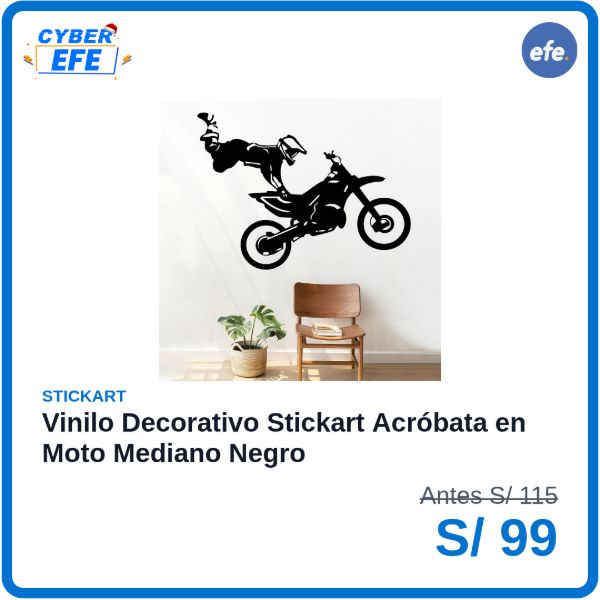 CYBER
EFE
efe.
STICKART
Vinilo Decorativo Stickart Acróbata en
Moto Mediano Negro
Antes S/ 115
S/ 99